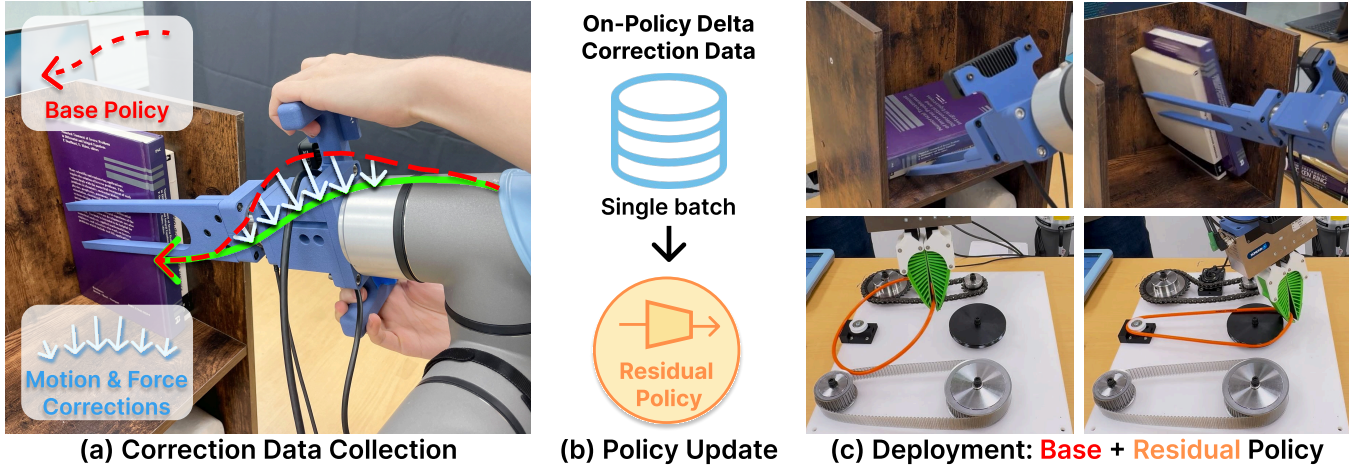 Base Policy
Motion & Force
Corrections
(a) Correction Data Collection
On-Policy Delta
Correction Data
Single batch
Residual
Policy
(b) Policy Update
(c) Deployment: Base + Residual Policy